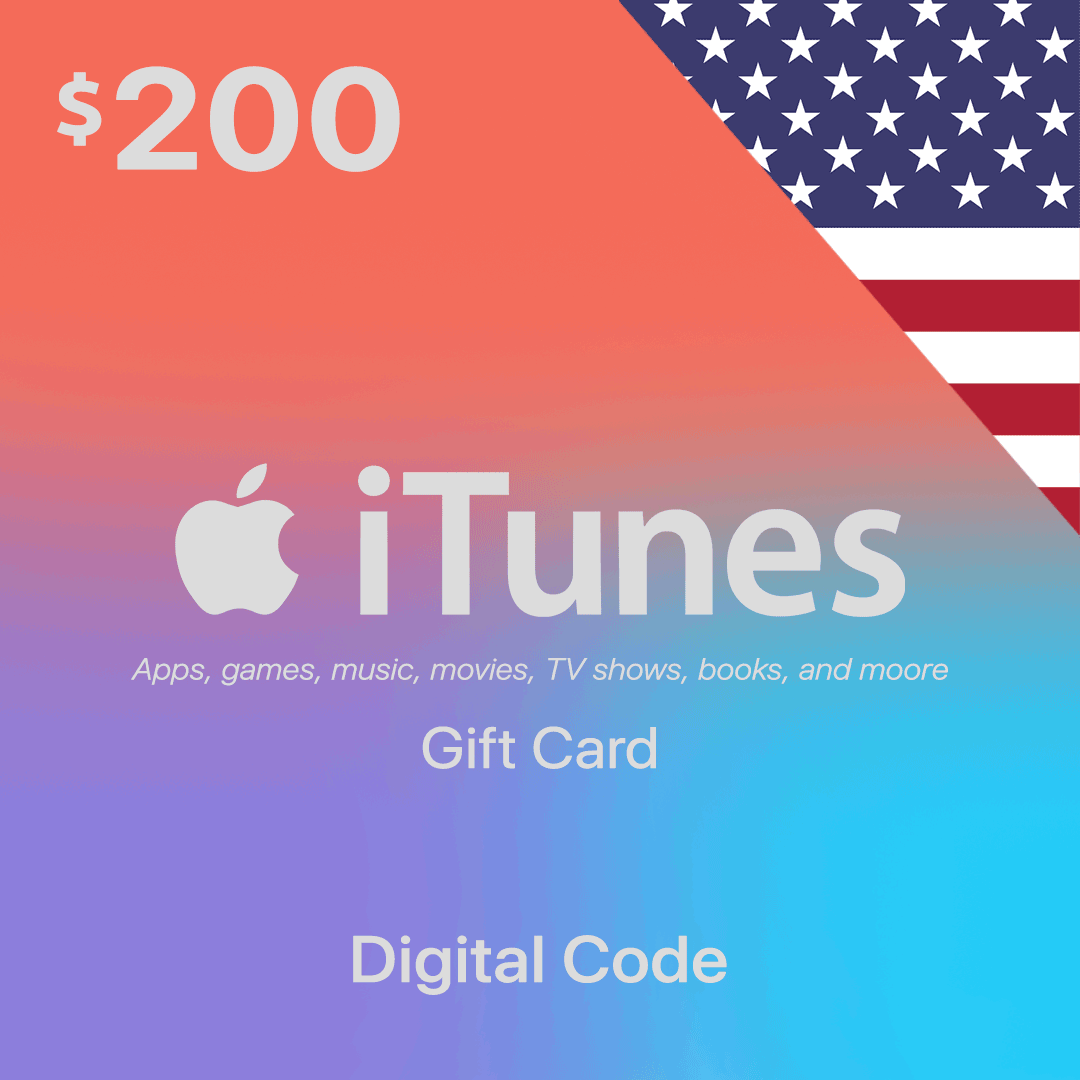 $200
iTunes
Apps, games, music, movies, TV shows, books, and moore
Gift Card
Digital Code